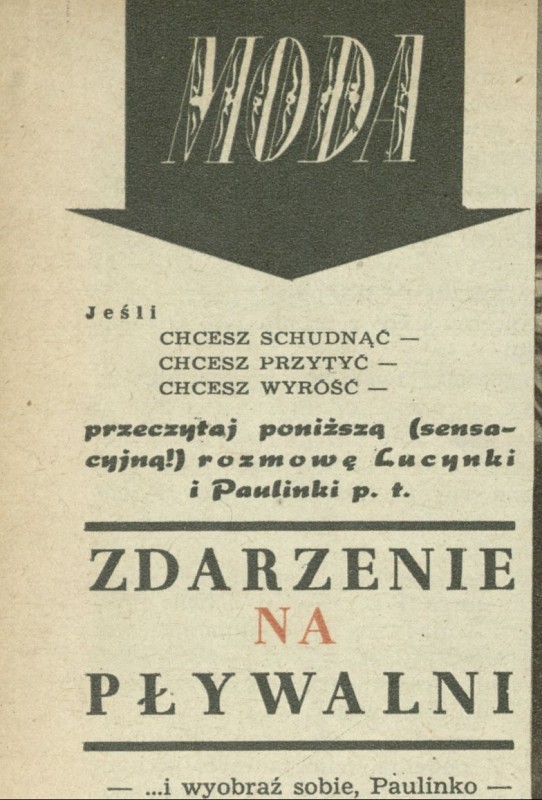 MODA
Jeśli
CHCESZ SCHUDNĄĆ —
CHCESZ PRZYTYĆ —
CHCESZ WYRÓŚĆ —
przeczytaj poniższą (sensa-
cyjną!) rozmowę Lucynki
i Paulinki p. t.
ZDARZENIE
NA
PŁYWALNI
— ...i wyobraź sobie, Paulinko —